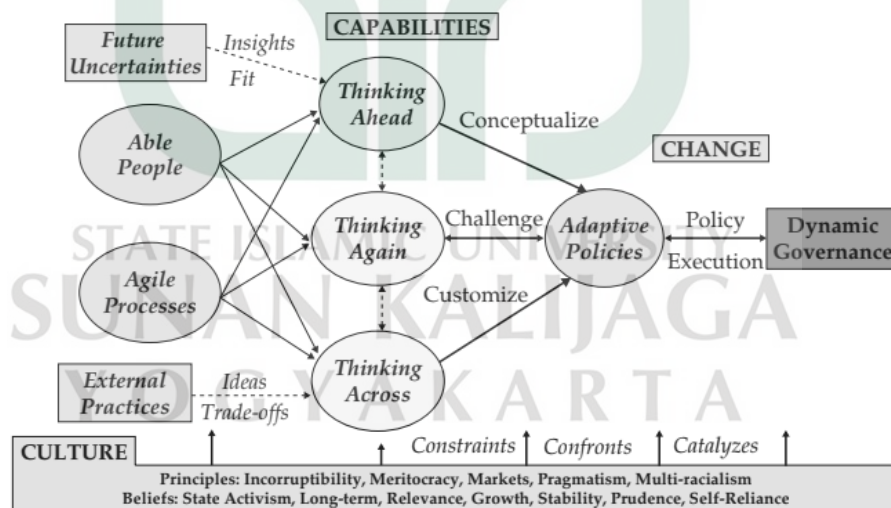 CAPABILITIES
Future
Uncertainties
Insights
Fit
Thinking
Ahead
Conceptualize
Able
People
CHANGE
Thinking
Again
Challenge
Adaptive
Policies
Policy
Execution
Dynamic
Governance
Agile
Processes
Customize
External
Practices
Ideas
Trade-offs
Thinking
Across
STATE ISLAMIC UNIVERSITY
SUNAN KALIJAGA
YOGYAKARTA
CULTURE
Constraints
Confronts
Catalyzes
Principles: Incorruptibility, Meritocracy, Markets, Pragmatism, Multi-racialism
Beliefs: State Activism, Long-term, Relevance, Growth, Stability, Prudence, Self-Reliance